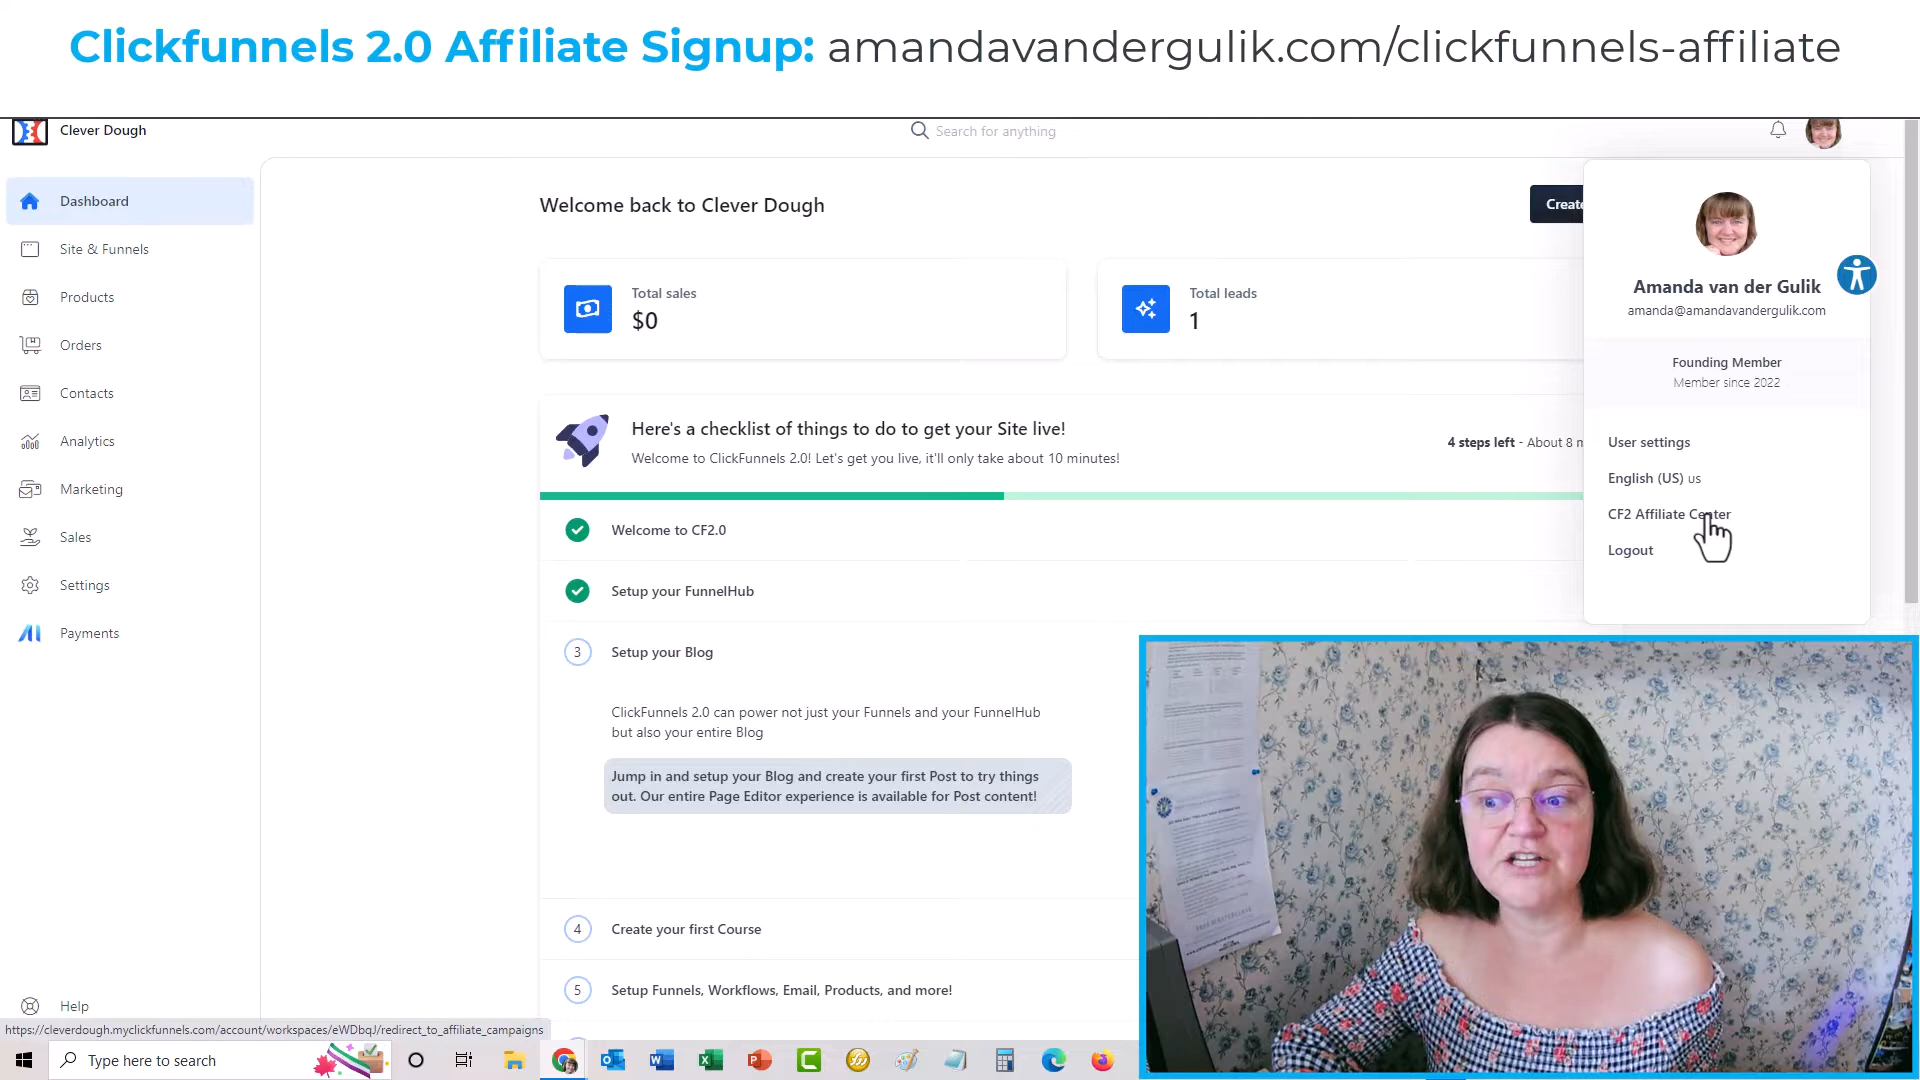 Clickfunnels 2.0 Affiliate Signup: amandavandergulik.com/clickfunnels-affiliate
Clever Dough
Search for anything
Dashboard
Site & Funnels
Products
Orders
Contacts
Analytics
Marketing
Sales
Settings
Payments
Help
Welcome back to Clever Dough
Create
Total sales
$0
Total leads
1
Here's a checklist of things to do to get your Site live!
Welcome to ClickFunnels 2.0! Let's get you live, it'll only take about 10 minutes!
4 steps left - About 8 m
Welcome to CF2.0
Setup your FunnelHub
3 Setup your Blog
ClickFunnels 2.0 can power not just your Funnels and your FunnelHub
but also your entire Blog
Jump in and setup your Blog and create your first Post to try things
out. Our entire Page Editor experience is available for Post content!
4 Create your first Course
5 Setup Funnels, Workflows, Email, Products, and more!
Amanda van der Gulik
amanda@amandavandergulik.com
Founding Member
Member since 2022
User settings
English (US) us
CF2 Affiliate Center
Logout
https://cleverdough.myclickfunnels.com/account/workspaces/eWDbqJ/redirect_to_affiliate_campaigns
Type here to search